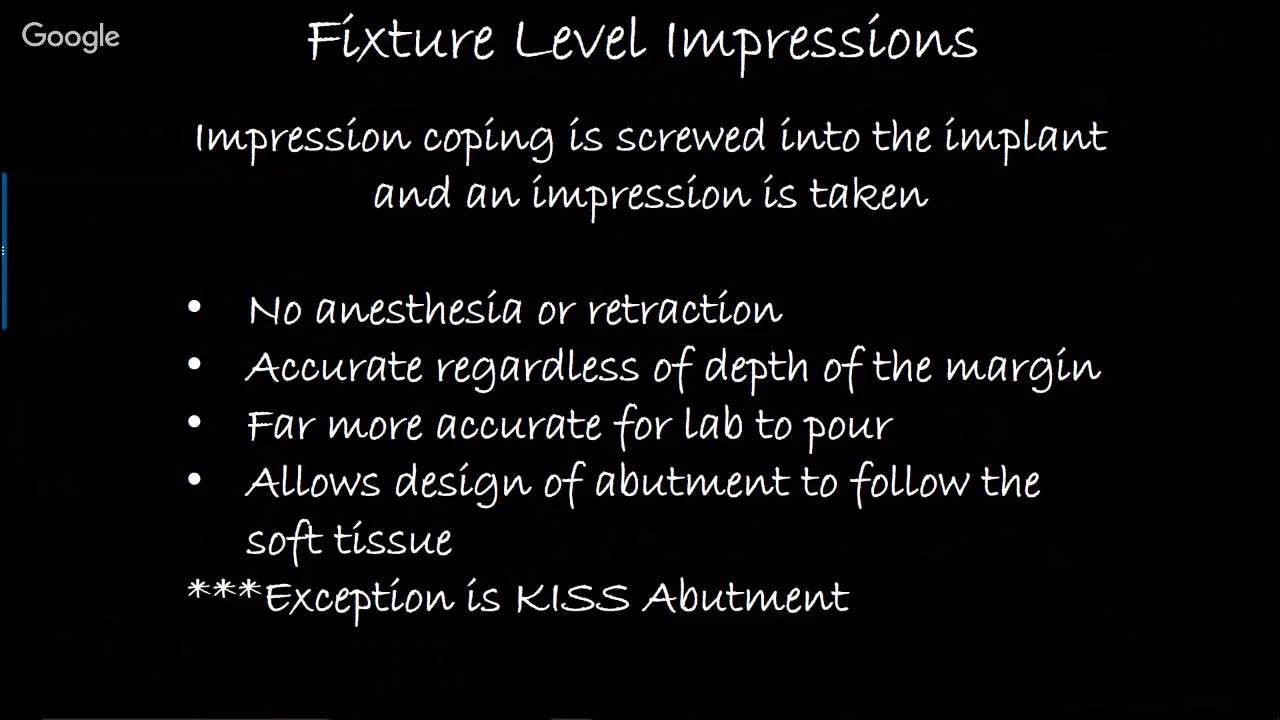 Google
Fixture Level Impressions
Impression coping is screwed into the implant
and an impression is taken
• No anesthesia or retraction
• Accurate regardless of depth of the margin
• Far more accurate for lab to pour
• Allows design of abutment to follow the
soft tissue
***Exception is KISS Abutment